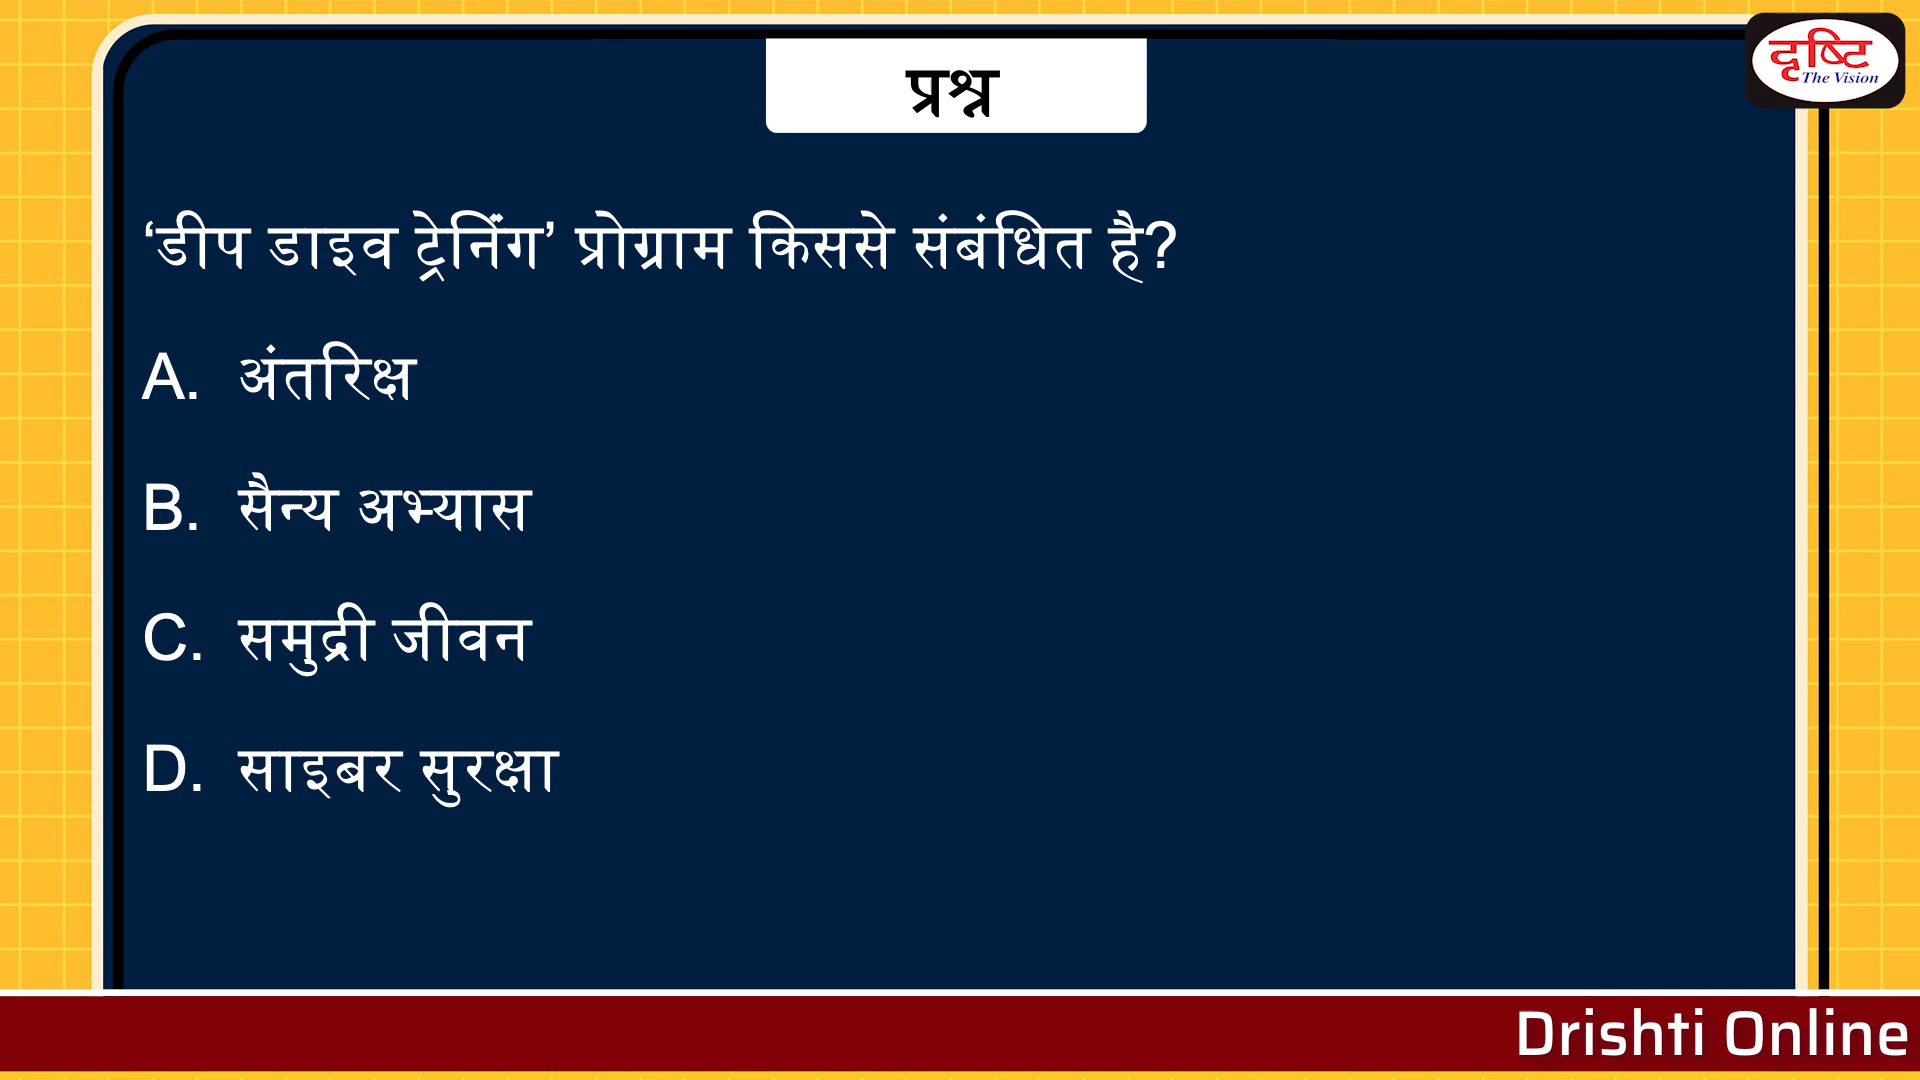 प्रश्न
दृष्टि
The Vision
‘डीप डाइव ट्रेनिंग’ प्रोग्राम किससे संबंधित है?
A. अंतरिक्ष
B. सैन्य अभ्यास
C. समुद्री जीवन
D. साइबर सुरक्षा
Drishti Online